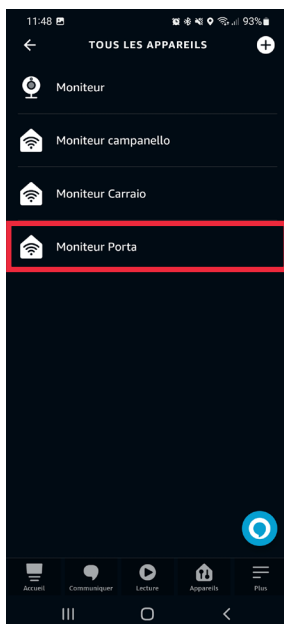 11:48 93%
TOUS LES APPAREILS
Moniteur
Moniteur campanello
Moniteur Carraio
Moniteur Porta
Accueil Communiquer Lecture Appareils Plus